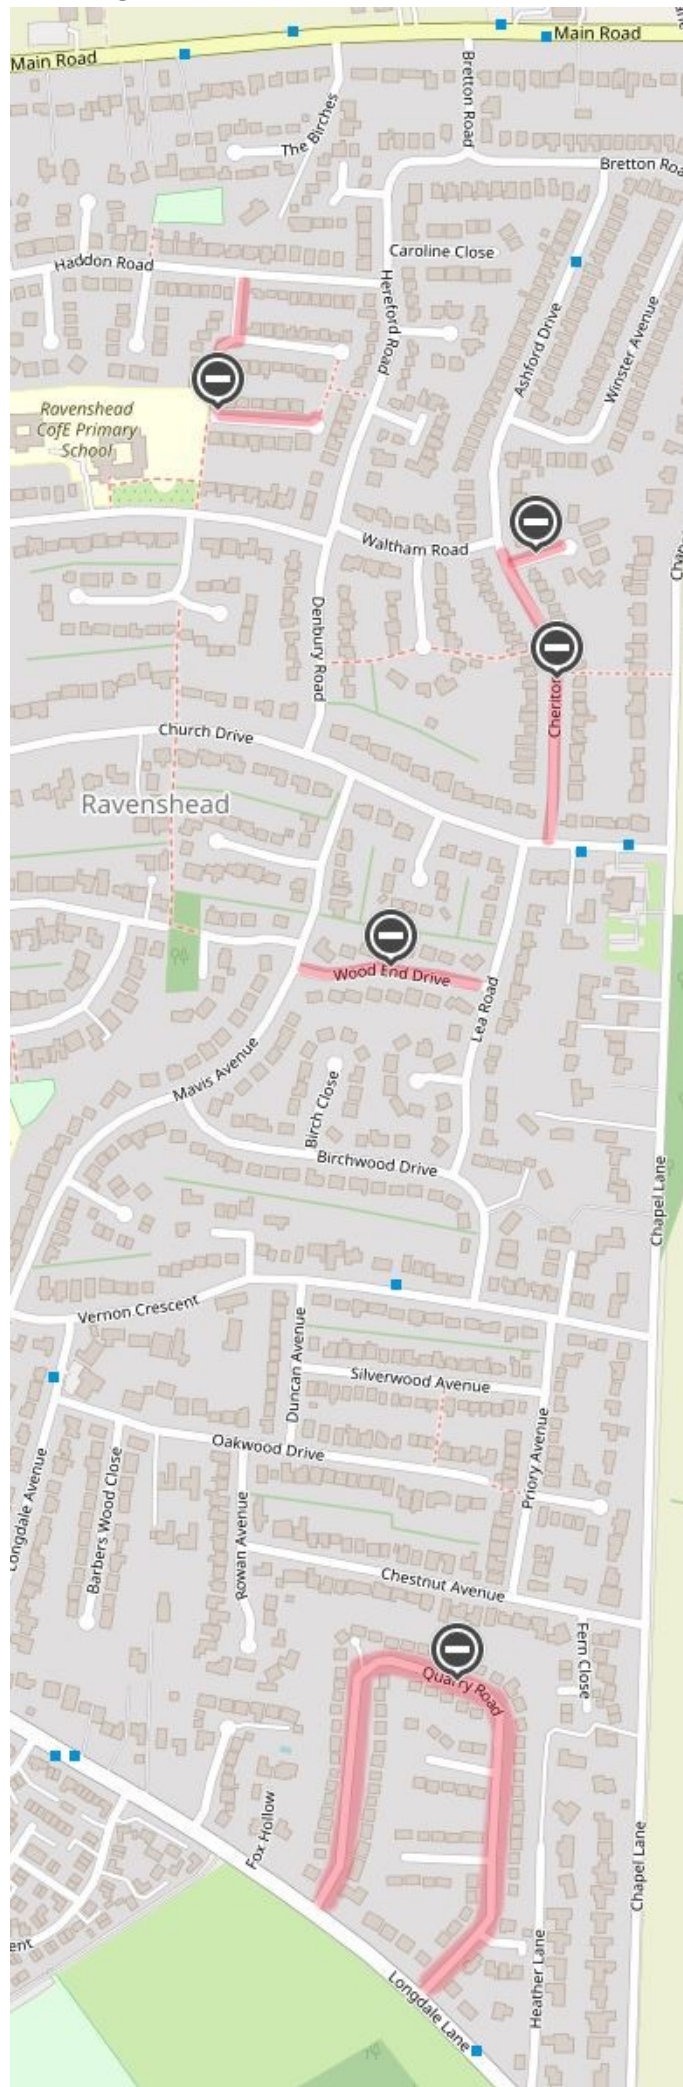 Main Road
Main Road
Bretton Road
The Birches
Bretton Roa
Caroline Close
Haddon Road
Hereford Road
Ashford Drive
Winster Avenue
Ravenshead
CofE Primary
School
Waltham Road
Denbury Road
Cheriton
Church Drive
Ravenshead
Wood End Drive
Lea Road
Mavis Avenue
Birch Close
Birchwood Drive
Chapel Lane
Vernon Crescent
Duncan Avenue
Silverwood Avenue
Oakwood Drive
Priory Avenue
Longdale Avenue
Barbers Wood Close
Rowan Avenue
Chestnut Avenue
Fern Close
Quarry Road
Fox Hollow
Chapel Lane
ent
Heather Lane
Longdale Lane